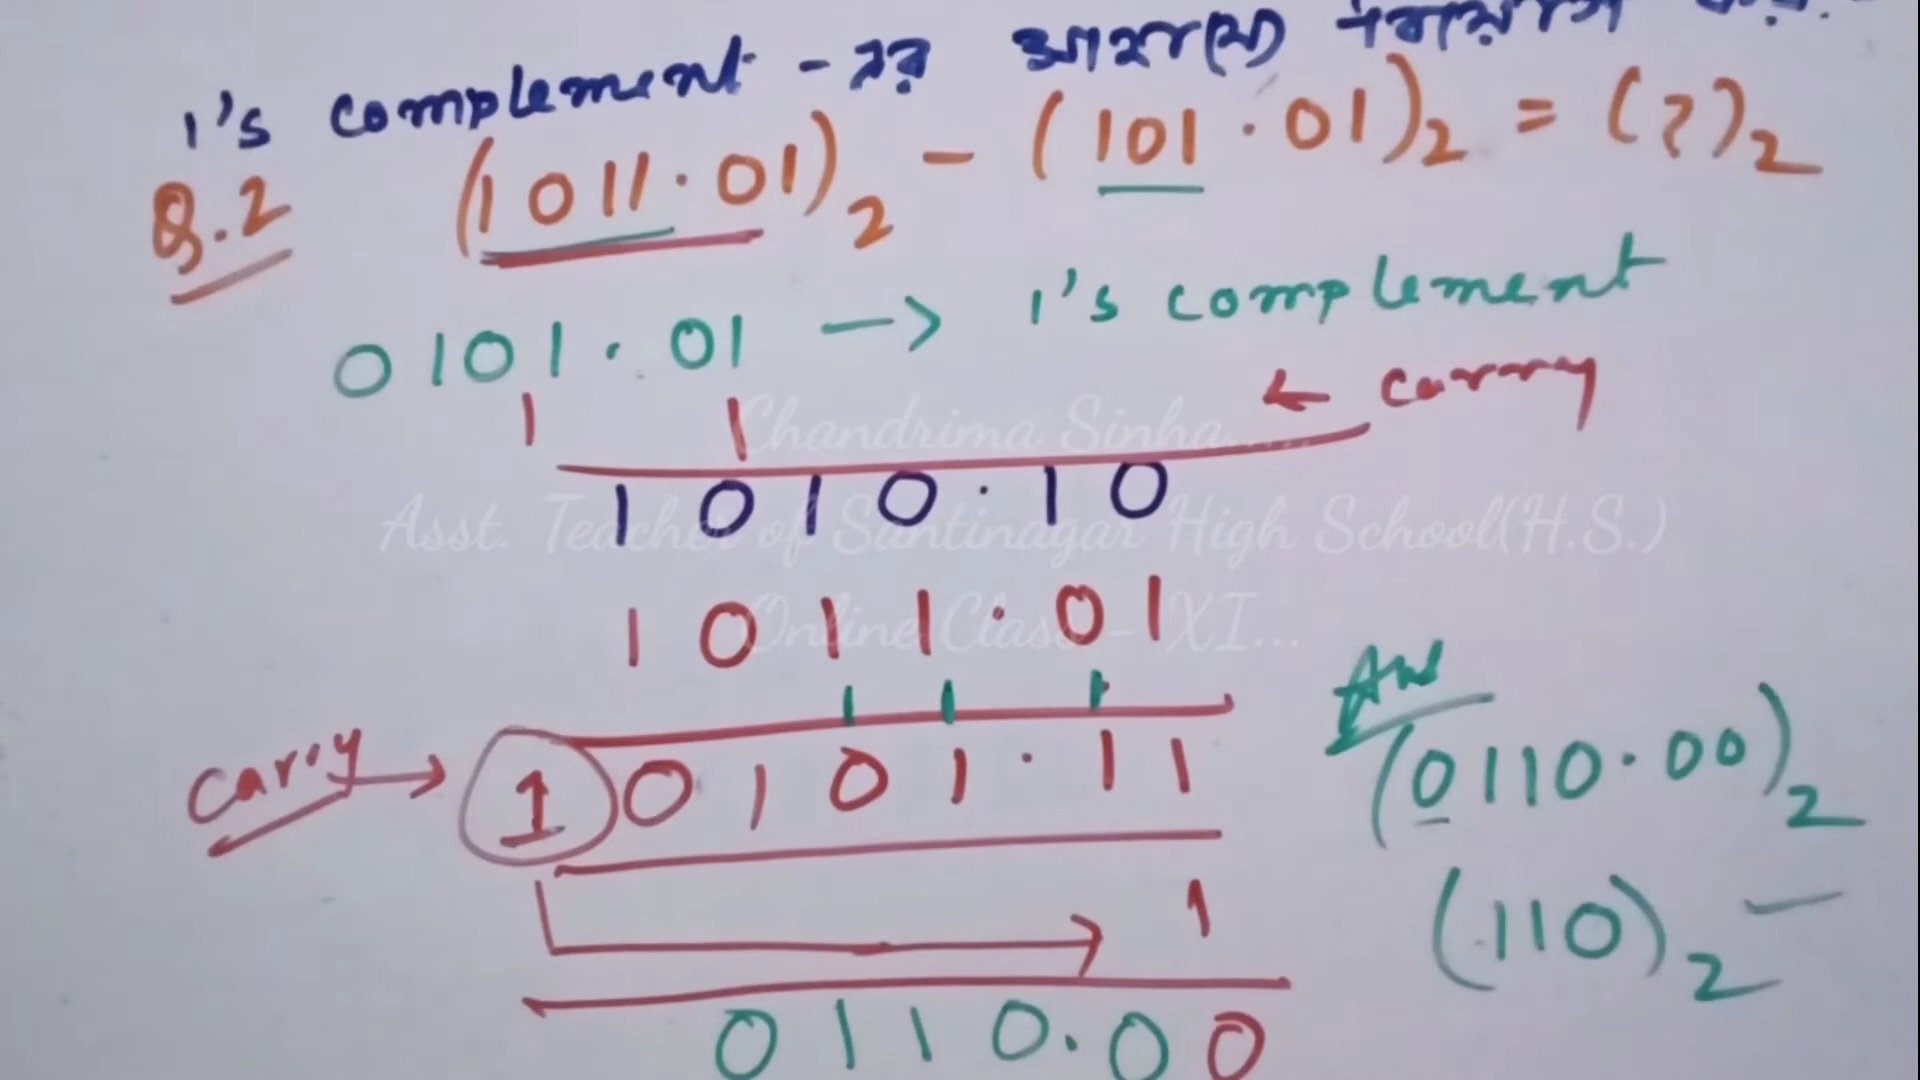 1's complement -এর সাহায্যে বিয়োগ কর.
Q.2 (1011.01)₂ - (101.01)₂ = (?)₂
0101.01 → 1's complement
1 1 ← carry
1010.10
1011.01
1 1 1
carry → 1 0101.11
1
0110.00
Ans
(0110.00)₂
(110)₂
Chandrima Sinha.....
Asst. Teacher of Santinagar High School(H.S.)
Online Class - XI...